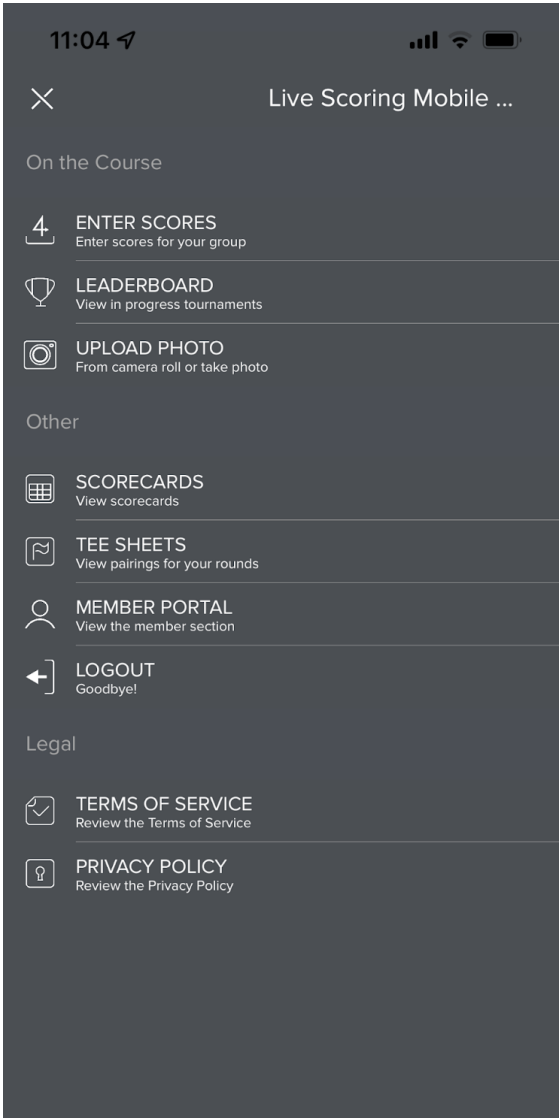 11:04
Live Scoring Mobile ...
On the Course
4
ENTER SCORES
Enter scores for your group
LEADERBOARD
View in progress tournaments
UPLOAD PHOTO
From camera roll or take photo
Other
SCORECARDS
View scorecards
TEE SHEETS
View pairings for your rounds
MEMBER PORTAL
View the member section
LOGOUT
Goodbye!
Legal
TERMS OF SERVICE
Review the Terms of Service
PRIVACY POLICY
Review the Privacy Policy